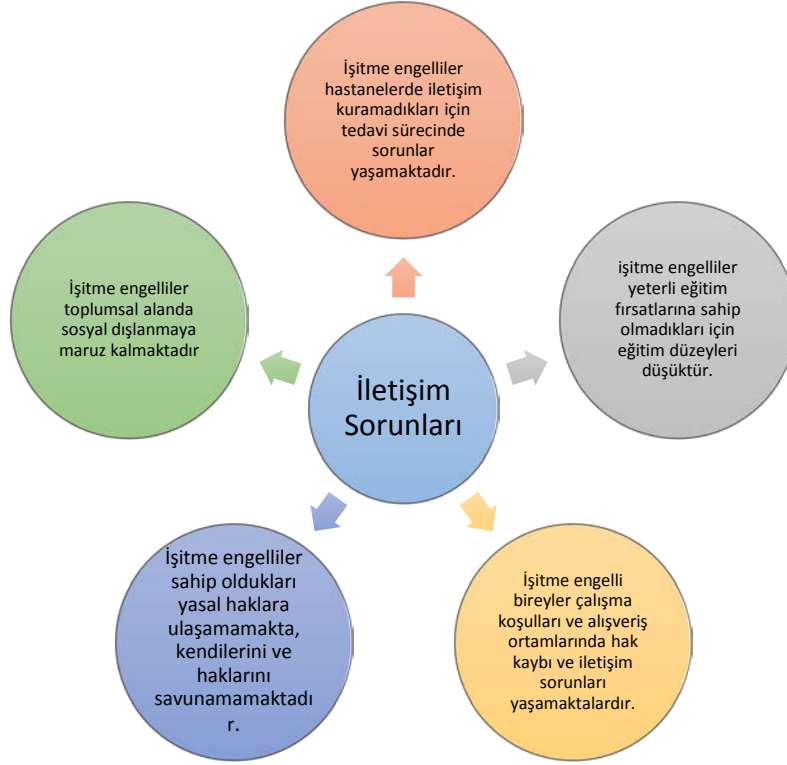 İşitme engelliler
hastanelerde iletişim
kuramadıkları için
tedavi sürecinde
sorunlar
yaşamaktadır.
işitme engelliler
yeterli eğitim
fırsatlarına sahip
olmadıkları için
eğitim düzeyleri
düşüktür.
İşitme engelli
bireyler çalışma
koşulları ve alışveriş
ortamlarında hak
kaybı ve iletişim
sorunları
yaşamaktalardır.
İşitme engelliler
sahip oldukları
yasal haklara
ulaşamamakta,
kendilerini ve
haklarını
savunamamaktadı
r.
İşitme engelliler
toplumsal alanda
sosyal dışlanmaya
maruz kalmaktadır
İletişim
Sorunları